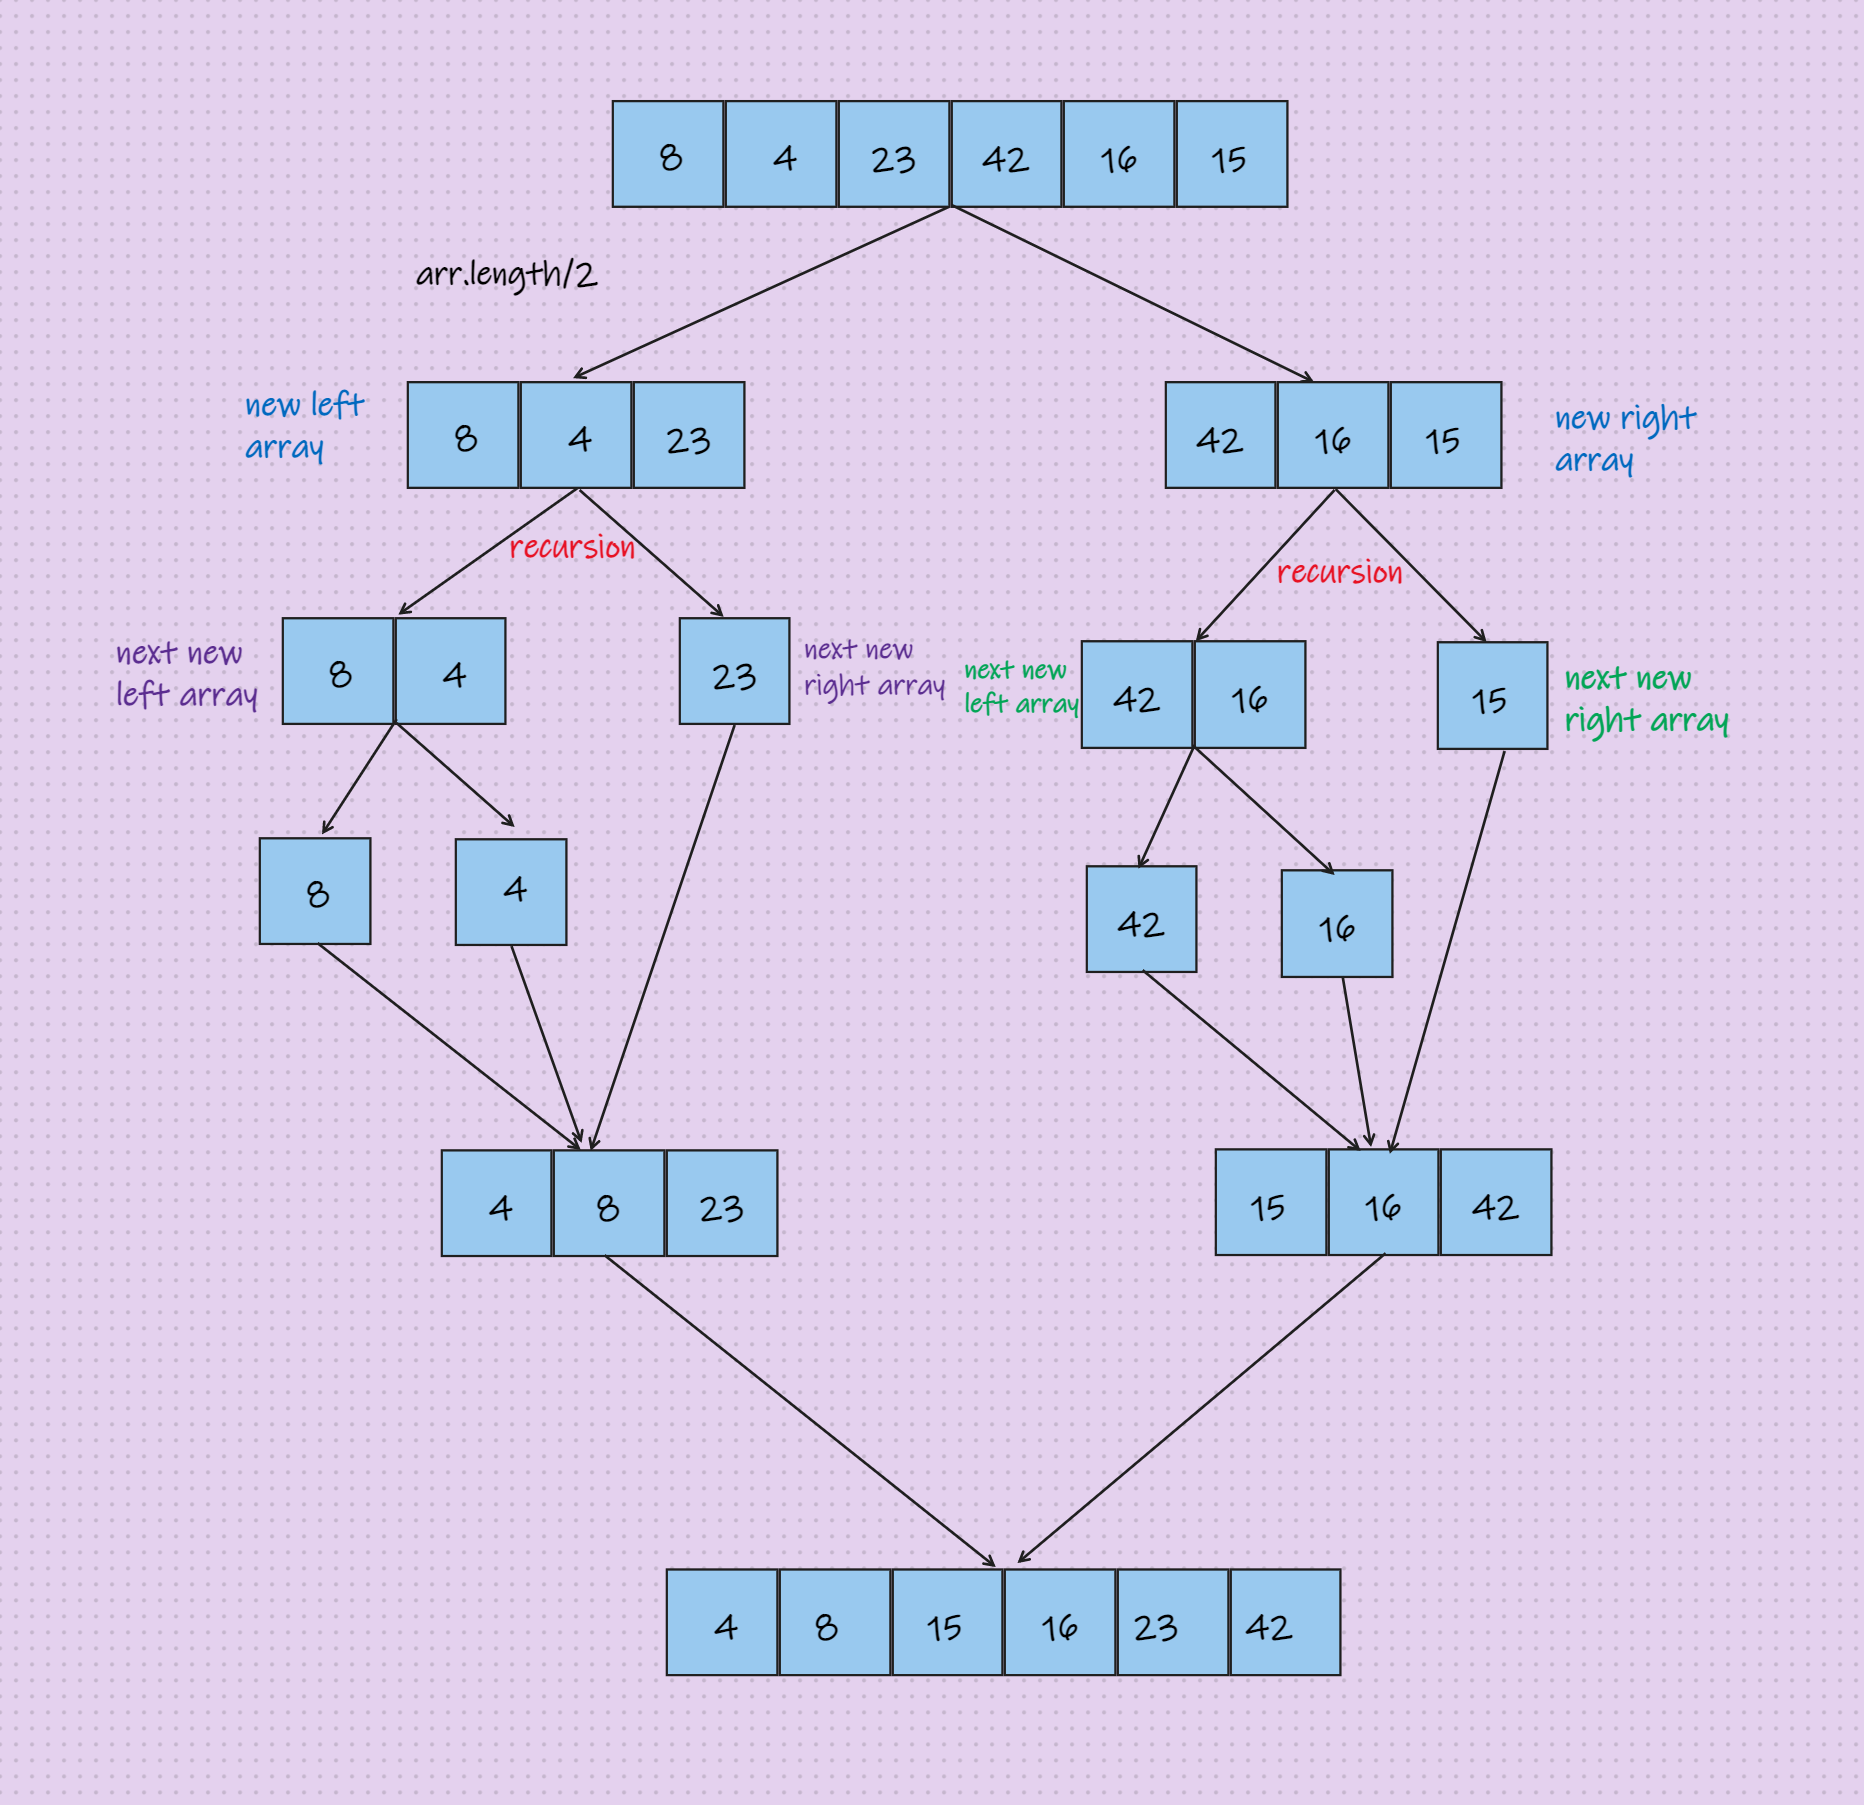 8 4 23 42 16 15
arr.length/2
new left
array
8 4 23
42 16 15
new right
array
recursion
recursion
next new
left array
8 4
23
next new
right array
next new
left array
42 16
15
next new
right array
8
4
42
16
4 8 23
15 16 42
4 8 15 16 23 42